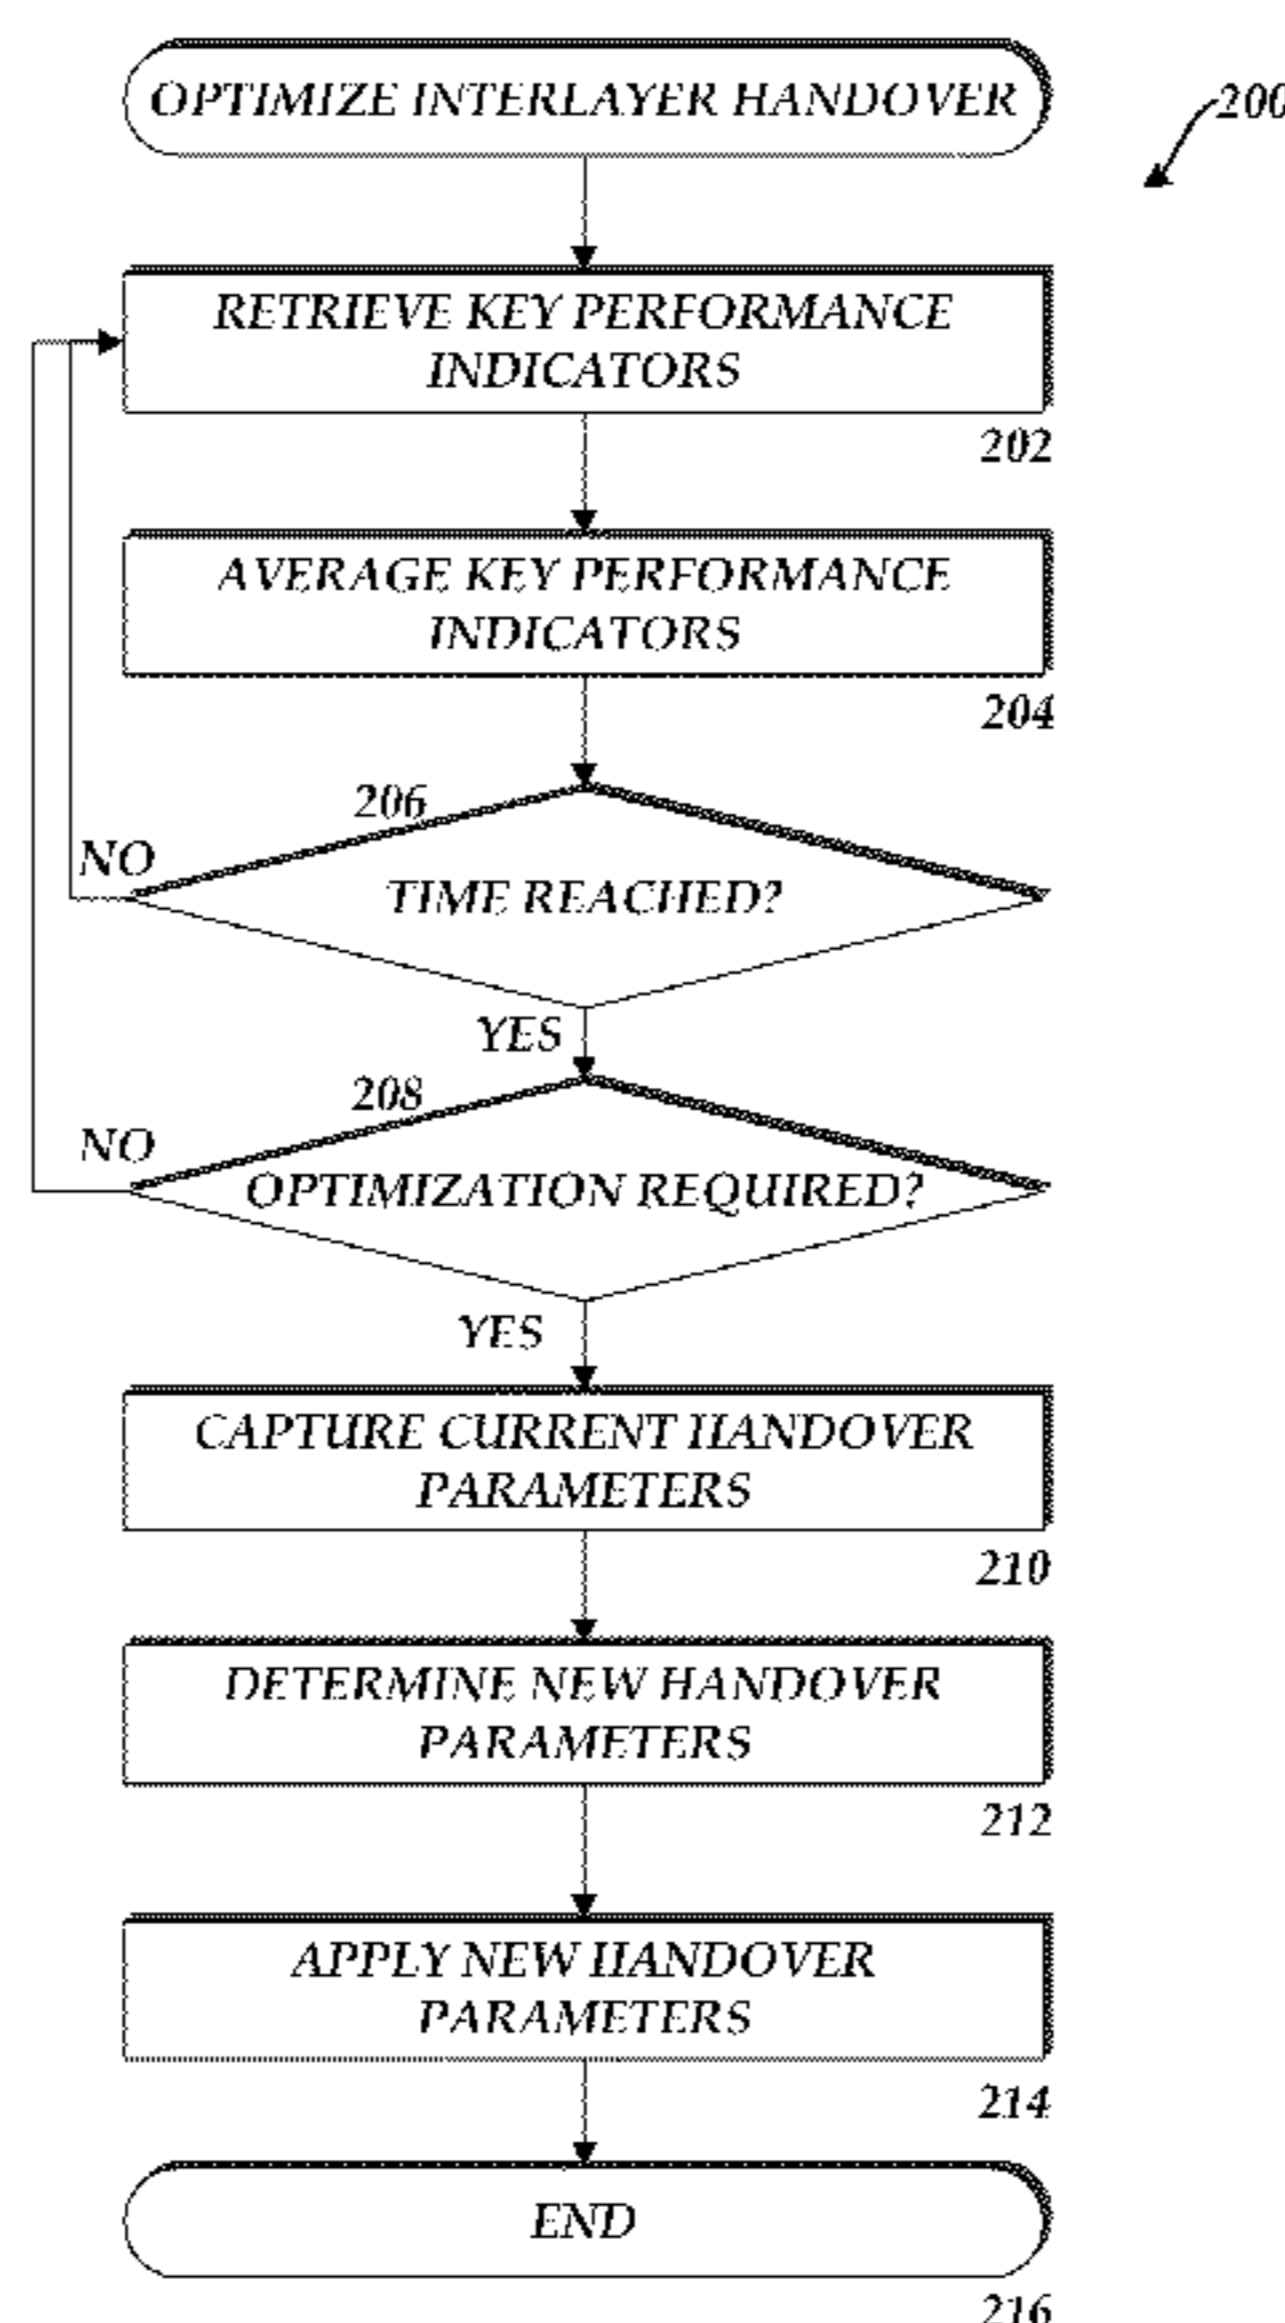 OPTIMIZE INTERLAYER HANDOVER
200
RETRIEVE KEY PERFORMANCE
INDICATORS
202
AVERAGE KEY PERFORMANCE
INDICATORS
204
206
NO
TIME REACHED?
YES
208
NO
OPTIMIZATION REQUIRED?
YES
CAPTURE CURRENT HANDOVER
PARAMETERS
210
DETERMINE NEW HANDOVER
PARAMETERS
212
APPLY NEW HANDOVER
PARAMETERS
214
END
216